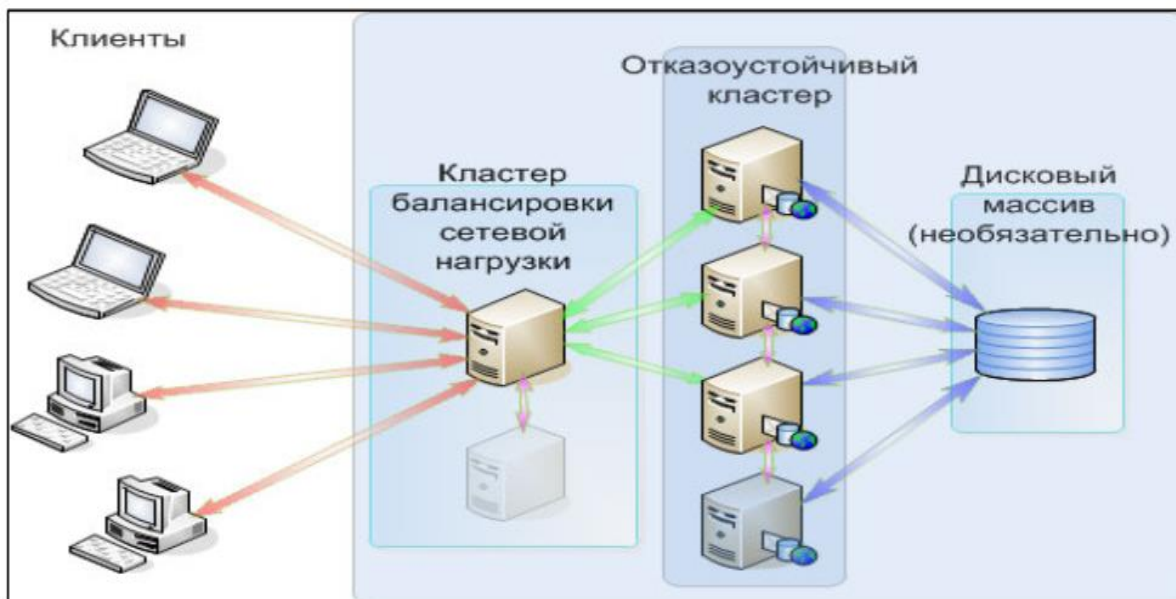 Клиенты
Отказоустойчивый
кластер
Кластер
балансировки
сетевой
нагрузки
Дисковый
массив
(необязательно)